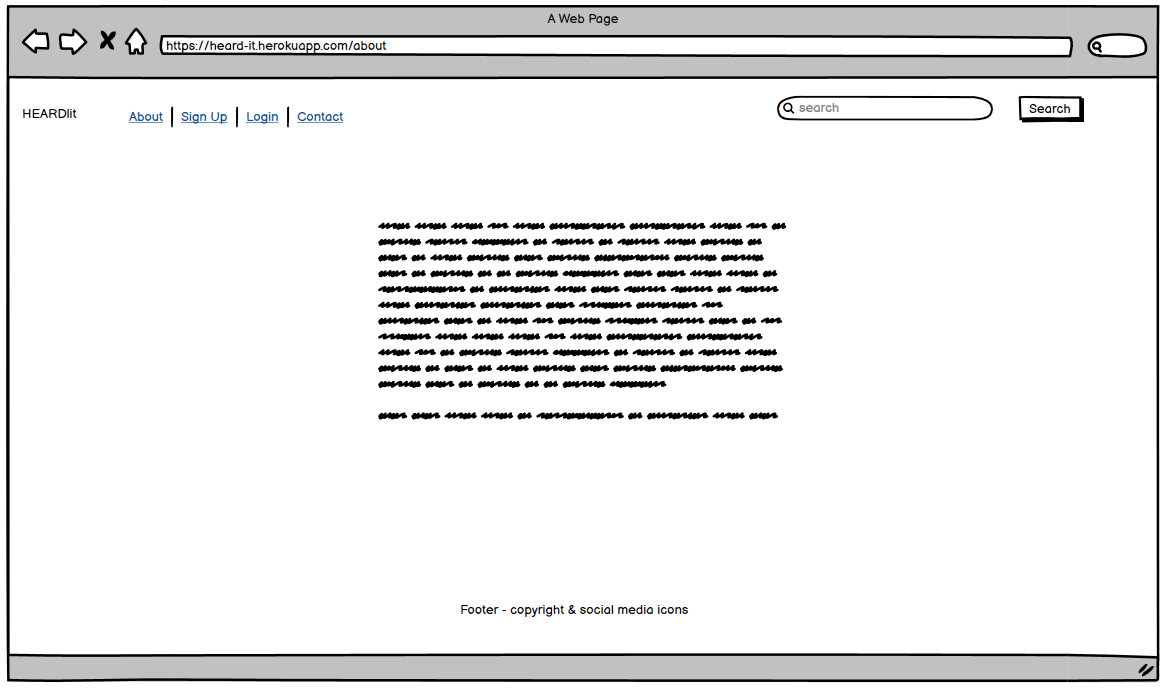 A Web Page
https://heard-it.herokuapp.com/about
HEARDIit
About | Sign Up | Login | Contact
search
Search
Footer - copyright & social media icons